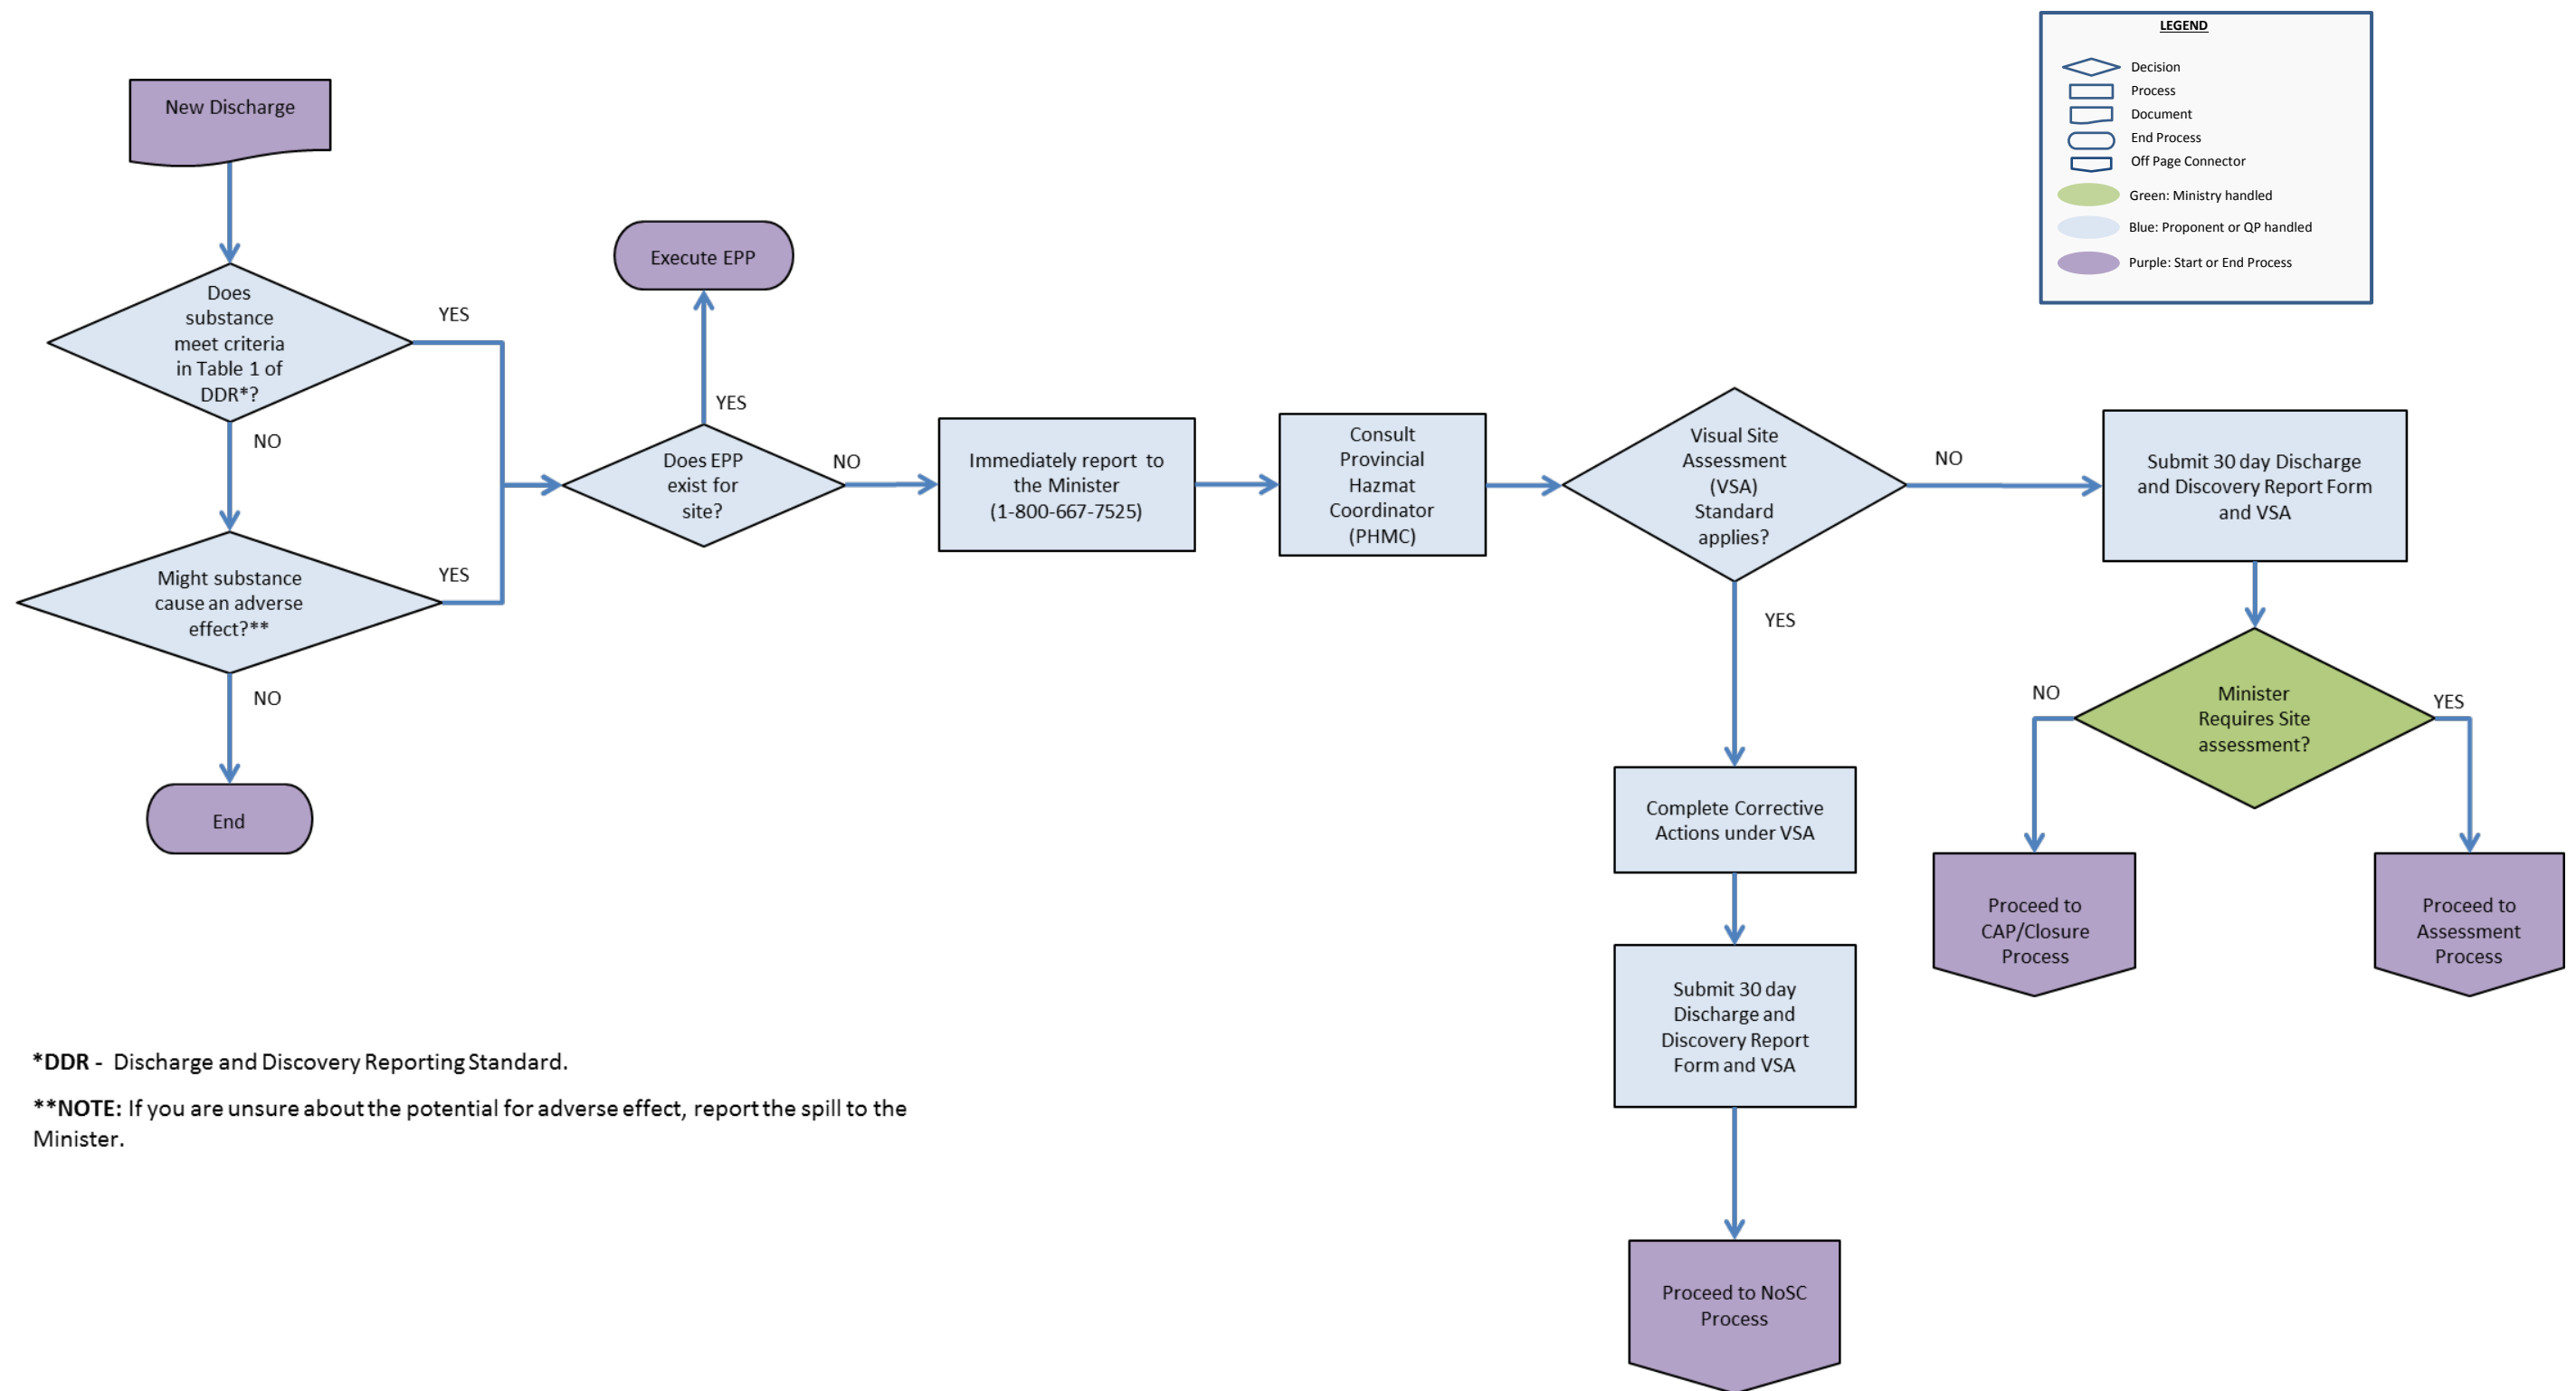 LEGEND
Decision
Process
Document
End Process
Off Page Connector
Green: Ministry handled
Blue: Proponent or QP handled
Purple: Start or End Process
New Discharge
Does
substance
meet criteria
in Table 1 of
DDR*?
YES
NO
Might substance
cause an adverse
effect?**
YES
NO
End
Execute EPP
YES
Does EPP
exist for
site?
NO
Immediately report to
the Minister
(1-800-667-7525)
Consult
Provincial
Hazmat
Coordinator
(PHMC)
Visual Site
Assessment
(VSA)
Standard
applies?
NO
YES
Submit 30 day Discharge
and Discovery Report Form
and VSA
Minister
Requires Site
assessment?
NO
YES
Proceed to
CAP/Closure
Process
Proceed to
Assessment
Process
Complete Corrective
Actions under VSA
Submit 30 day
Discharge and
Discovery Report
Form and VSA
Proceed to NoSC
Process
*DDR - Discharge and Discovery Reporting Standard.
**NOTE: If you are unsure about the potential for adverse effect, report the spill to the
Minister.